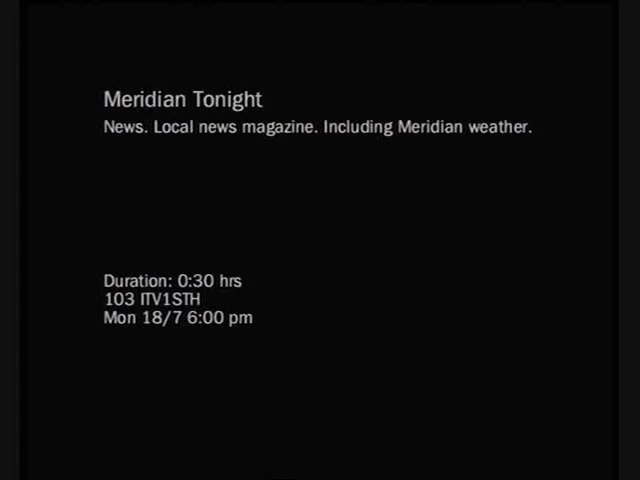 Meridian Tonight
News. Local news magazine. Including Meridian weather.
Duration: 0:30 hrs
103 ITV1STH
Mon 18/7 6:00 pm